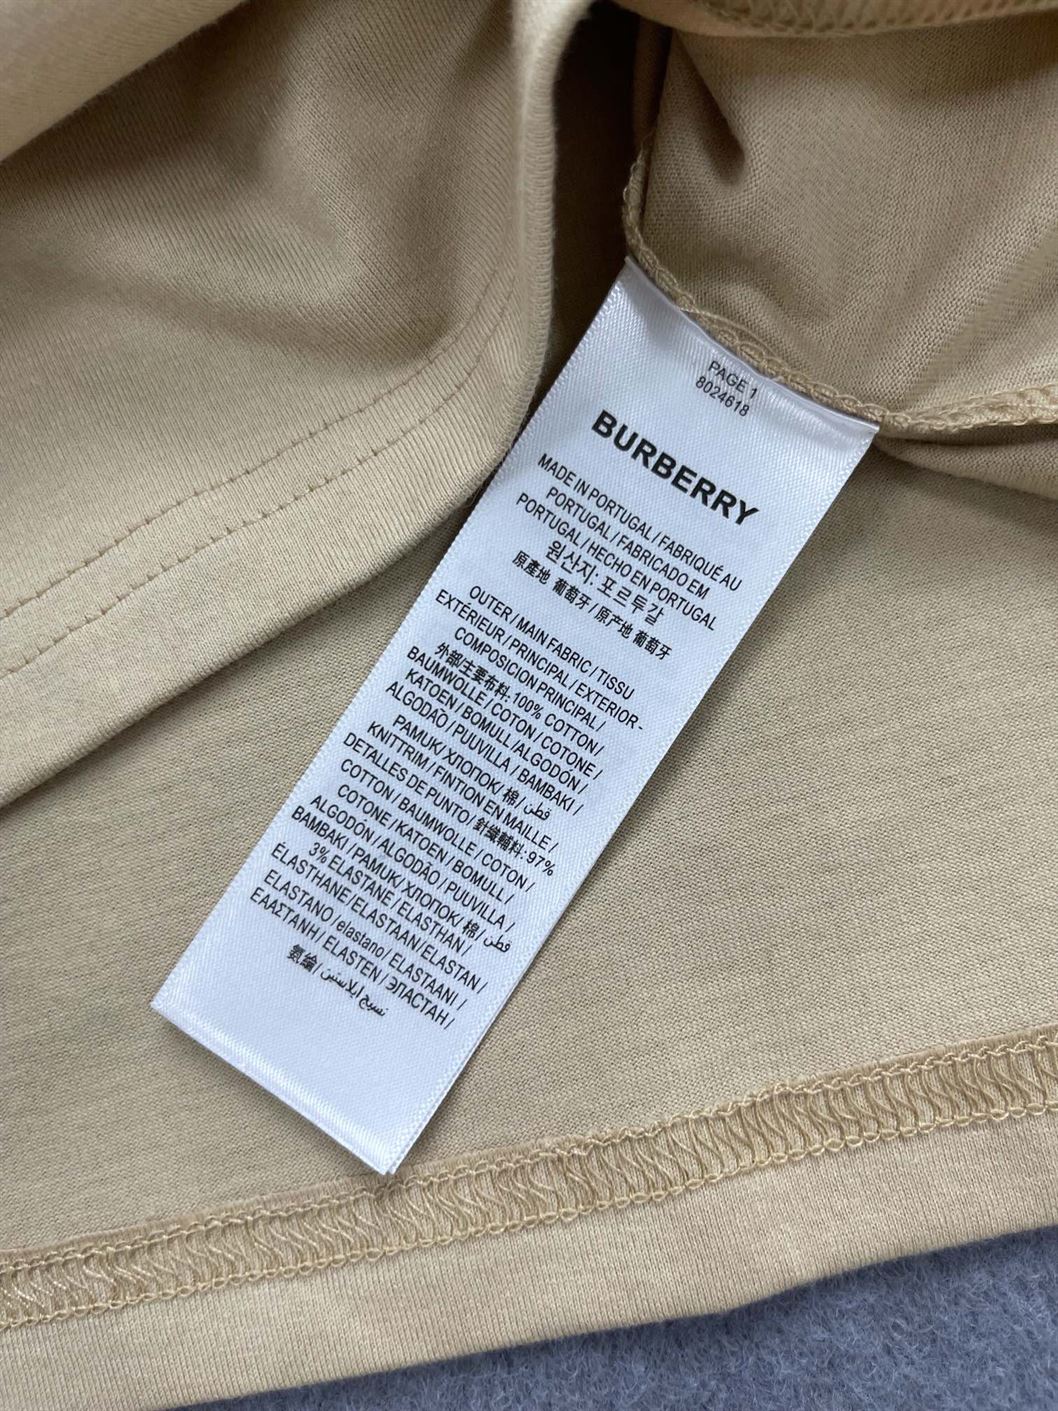 PAGE 1
8024618
BURBERRY
MADE IN PORTUGAL / FABRIQUÉ AU
PORTUGAL / FABRICADO EM
PORTUGAL / HECHO EN PORTUGAL
원산지: 포르투갈
原產地 葡萄牙 / 原产地 葡萄牙
OUTER / MAIN FABRIC / TISSU
EXTÉRIEUR / PRINCIPAL / EXTERIOR -
COMPOSICION PRINCIPAL /
外部/主要布料: 100% COTTON /
BAUMWOLLE / COTON / COTONE /
KATOEN / BOMULL / ALGODÓN /
ALGODÃO / PUUVILLA / BAMBAKI /
PAMUK / ХЛОПОК / 棉 / قطن /
KNITTRIM / FINTION EN MAILLE /
DETALLES DE PUNTO / 針織輔料: 97%
COTTON / BAUMWOLLE / COTON /
COTONE / KATOEN / BOMULL /
ALGODÓN / ALGODÃO / PUUVILLA /
BAMBAKI / PAMUK / ХЛОПОК / 棉 / قطن
3% ELASTANE / ELASTHAN /
ÉLASTHANE / ELASTAAN / ELASTAN /
ELASTANO / elastano / ELASTAANI /
ΕΛΑΣΤΑΝΗ / ELASTEN / ЭЛАСТАН /
氨綸 / نسيج ايلاستين